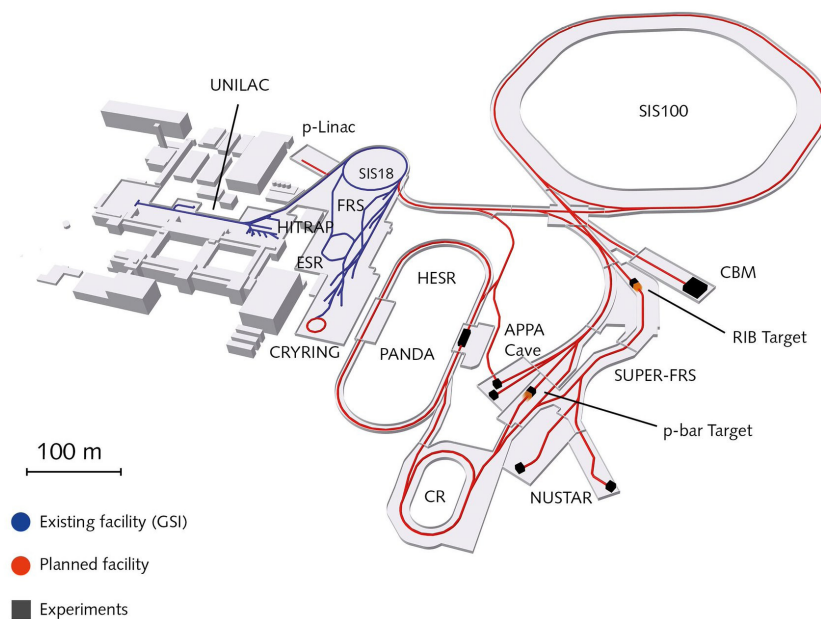 UNILAC
p-Linac
SIS100
SIS18
FRS
HITRAP
ESR
HESR
CBM
RIB Target
CRYRING
PANDA
APPA
Cave
SUPER-FRS
p-bar Target
100 m
CR
NUSTAR
Existing facility (GSI)
Planned facility
Experiments